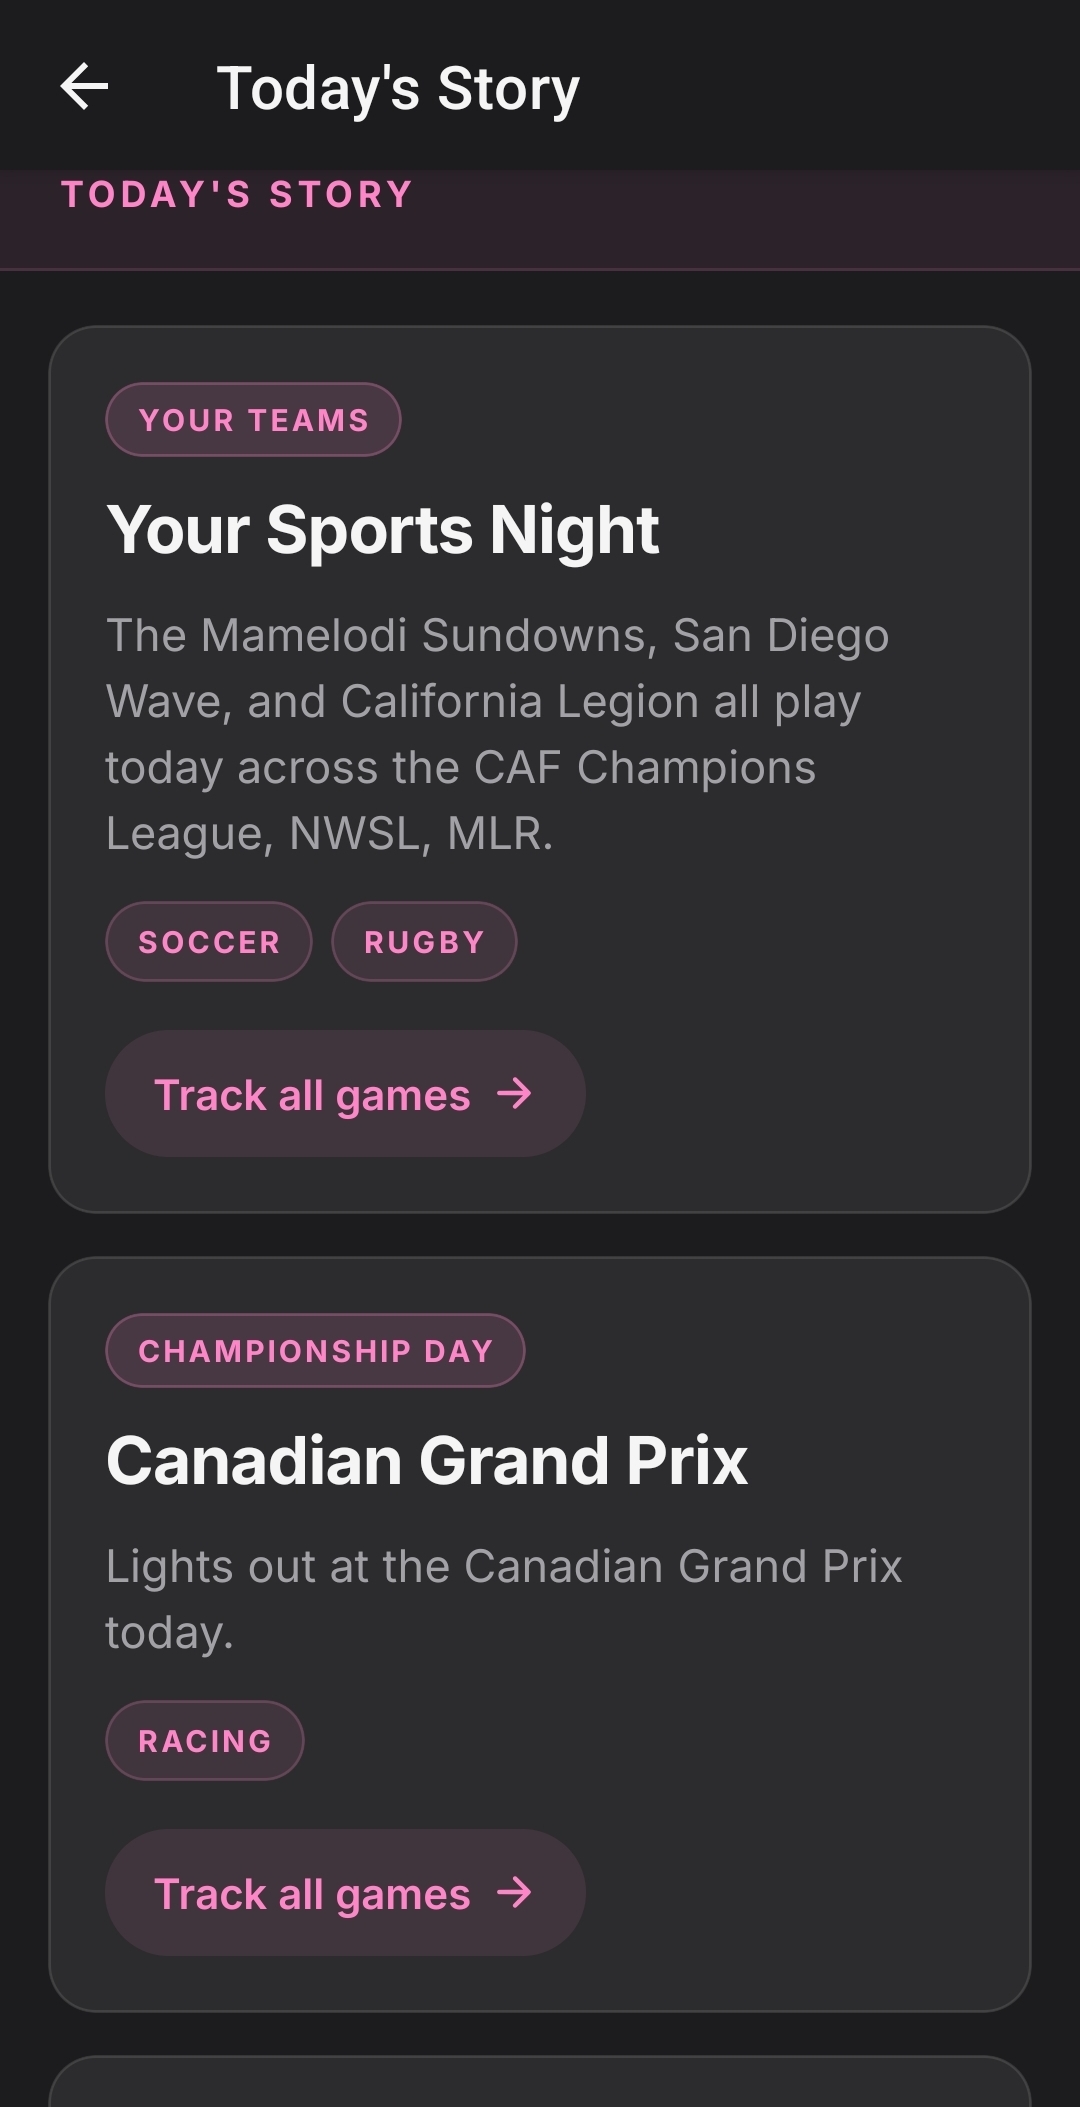 Today's Story
TODAY'S STORY
YOUR TEAMS
Your Sports Night
The Mamelodi Sundowns, San Diego
Wave, and California Legion all play
today across the CAF Champions
League, NWSL, MLR.
SOCCER RUGBY
Track all games →
CHAMPIONSHIP DAY
Canadian Grand Prix
Lights out at the Canadian Grand Prix
today.
RACING
Track all games →